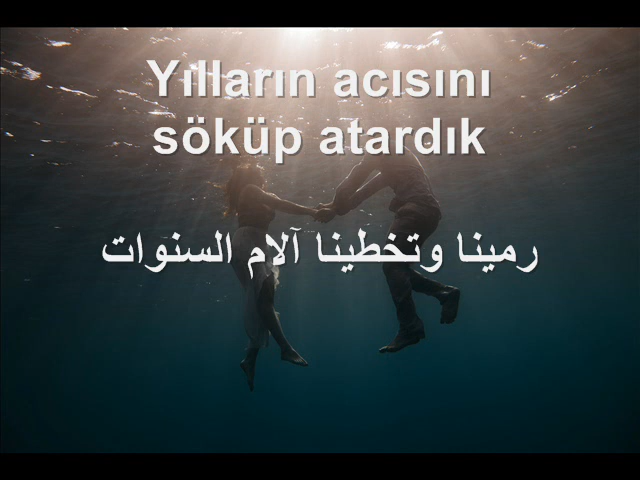 Yılların acısını
söküp atardık
رمينا وتخطينا آلام السنوات